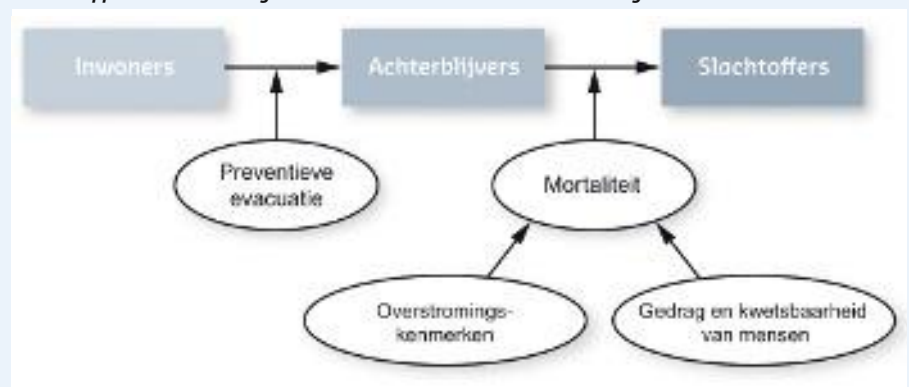 Inwoners
Achterblijvers
Slachtoffers
Preventieve
evacuatie
Mortaliteit
Overstromings-
kenmerken
Gedrag en kwetsbaarheid
van mensen